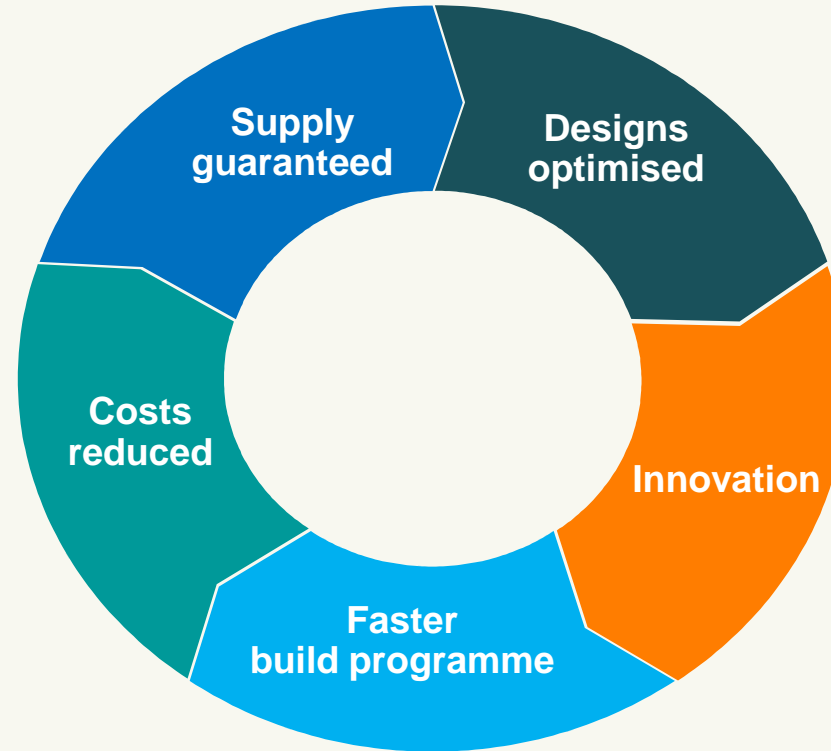 Supply
guaranteed
Designs
optimised
Costs
reduced
Innovation
Faster
build programme